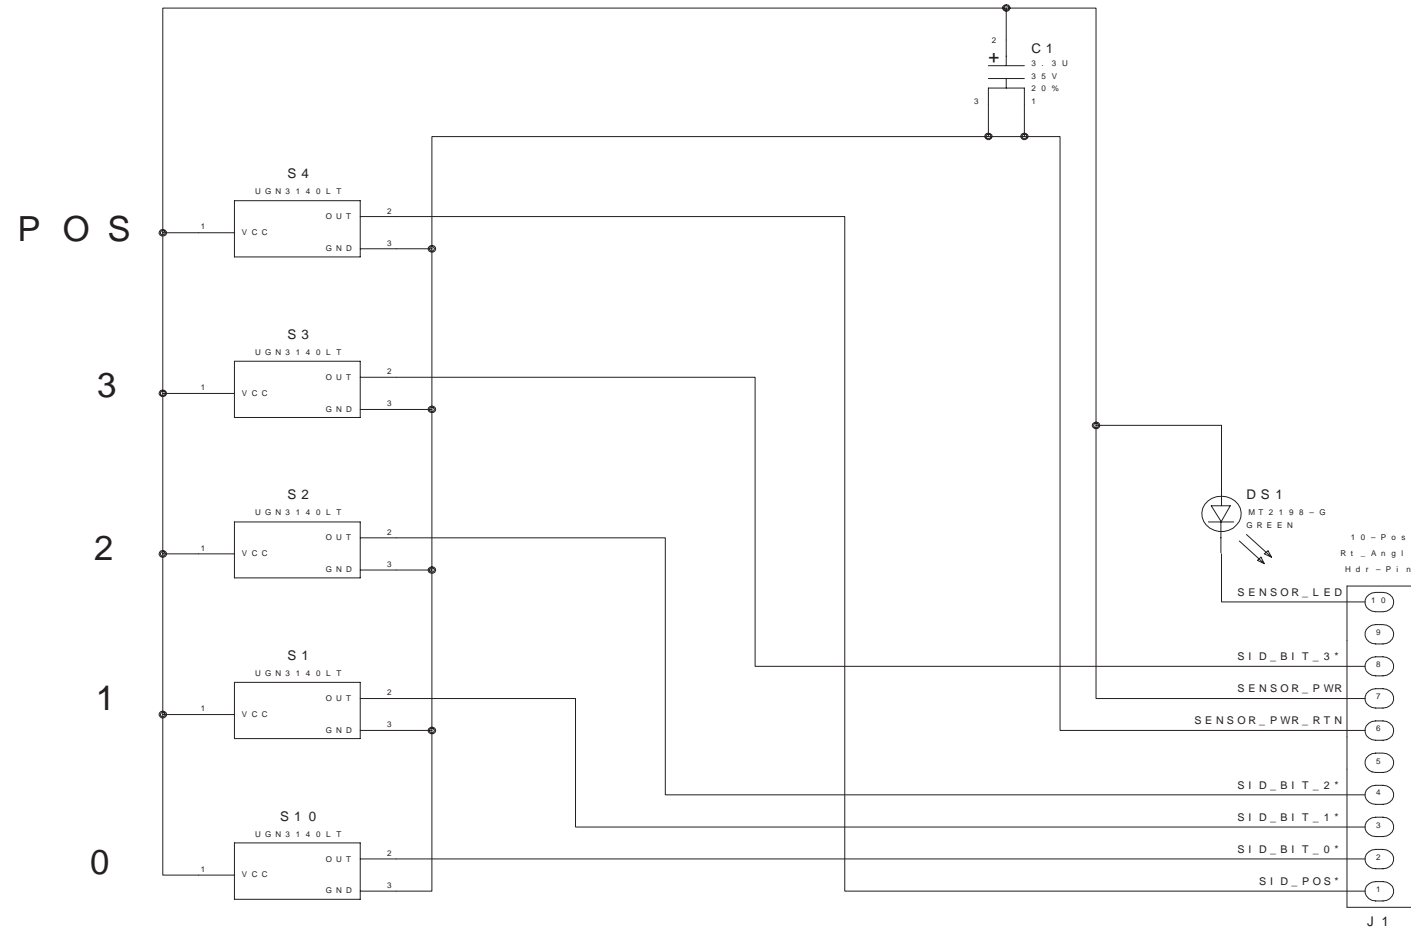 2
C1
+
3.3U
35V
20%
3
1
S4
UGN3140LT
POS
1
VCC
OUT
2
GND
3
S3
UGN3140LT
3
1
VCC
OUT
2
GND
3
S2
UGN3140LT
2
1
VCC
OUT
2
GND
3
DS1
MT2198-G
GREEN
10-Pos
Rt_Angl
Hdr-Pin
SENSOR_LED
10
9
SID_BIT_3*
8
S1
UGN3140LT
1
1
VCC
OUT
2
GND
3
SENSOR_PWR
7
SENSOR_PWR_RTN
6
5
SID_BIT_2*
4
SID_BIT_1*
3
S10
UGN3140LT
0
1
VCC
OUT
2
GND
3
SID_BIT_0*
2
SID_POS*
1
J1